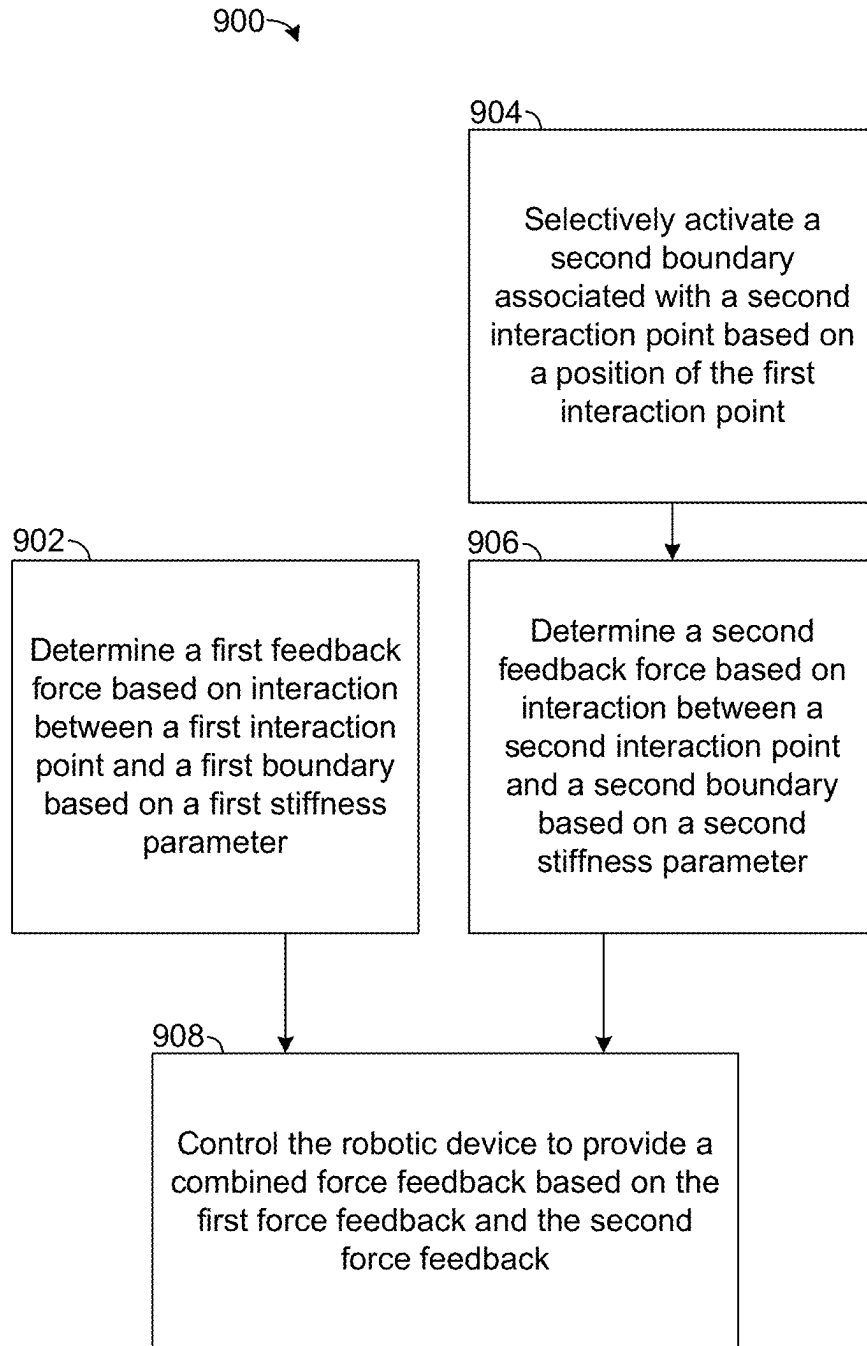 900
904
Selectively activate a
second boundary
associated with a second
interaction point based on
a position of the first
interaction point
902
Determine a first feedback
force based on interaction
between a first interaction
point and a first boundary
based on a first stiffness
parameter
906
Determine a second
feedback force based on
interaction between a
second interaction point
and a second boundary
based on a second
stiffness parameter
908
Control the robotic device to provide a
combined force feedback based on the
first force feedback and the second
force feedback